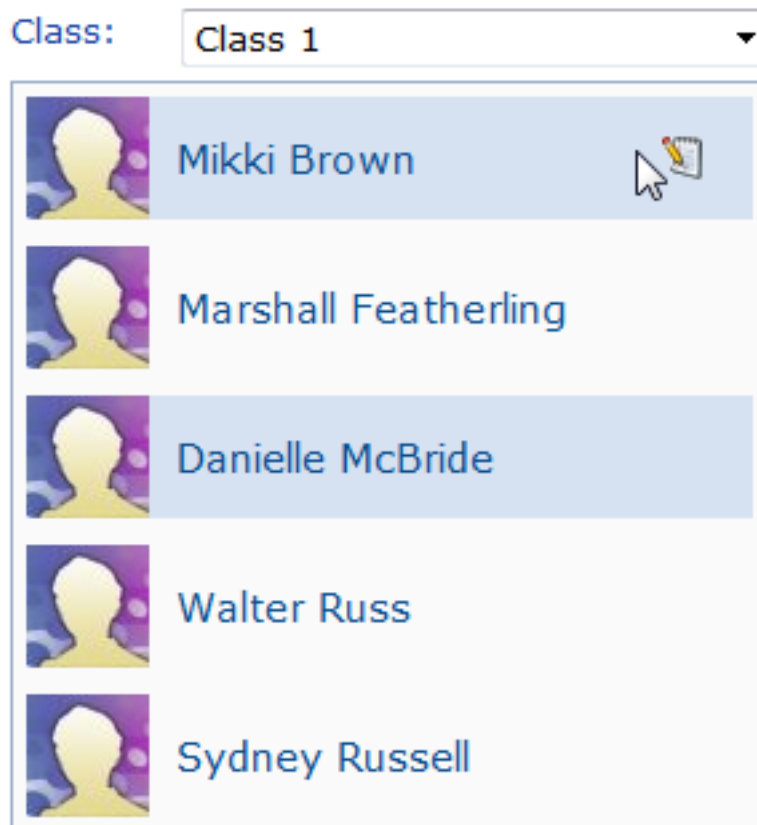 Class: Class 1
Mikki Brown
Marshall Featherling
Danielle McBride
Walter Russ
Sydney Russell